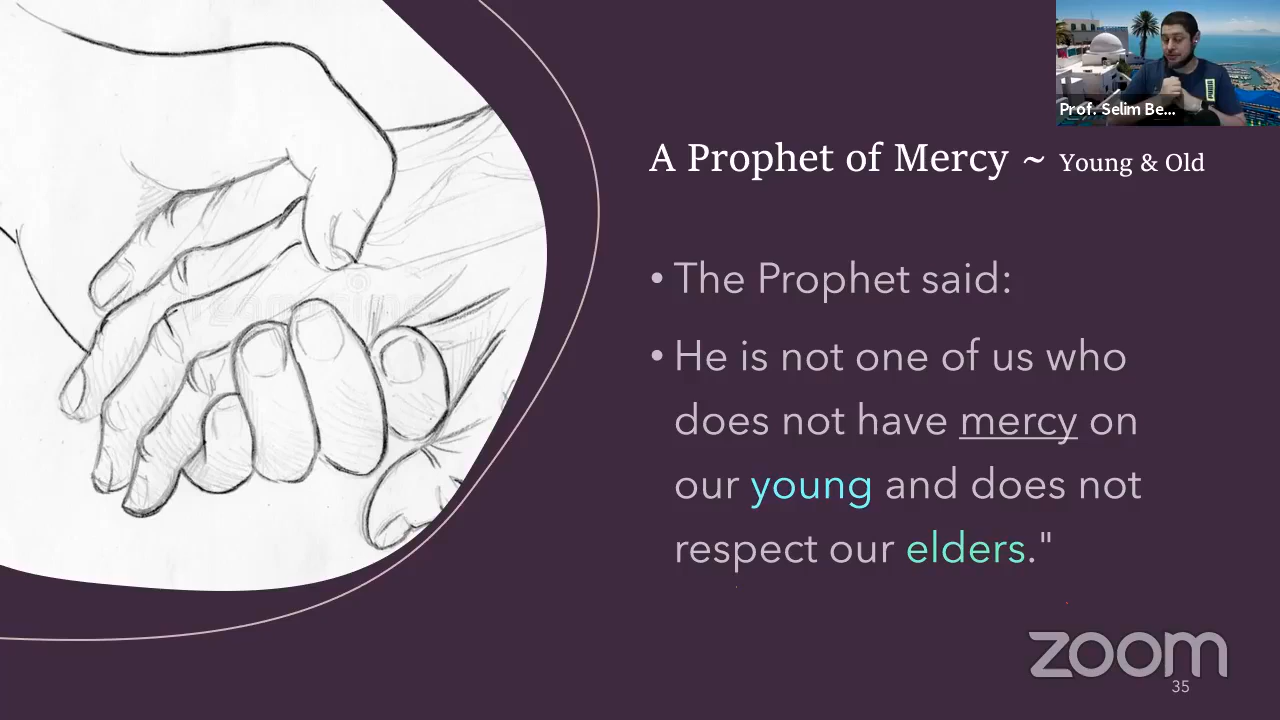 Prof. Selim Be...
A Prophet of Mercy ~ Young & Old
• The Prophet said:
• He is not one of us who
does not have mercy on
our young and does not
respect our elders."
zoom
35